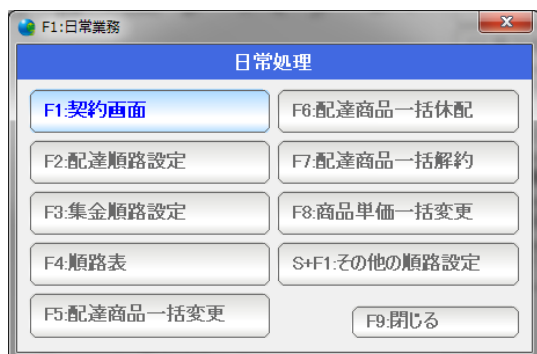 F1:日常業務
日常処理
F1:契約画面
F2:配達順路設定
F3:集金順路設定
F4:順路表
F5:配達商品一括変更
F6:配達商品一括休配
F7:配達商品一括解約
F8:商品単価一括変更
S+F1:その他の順路設定
F9:閉じる